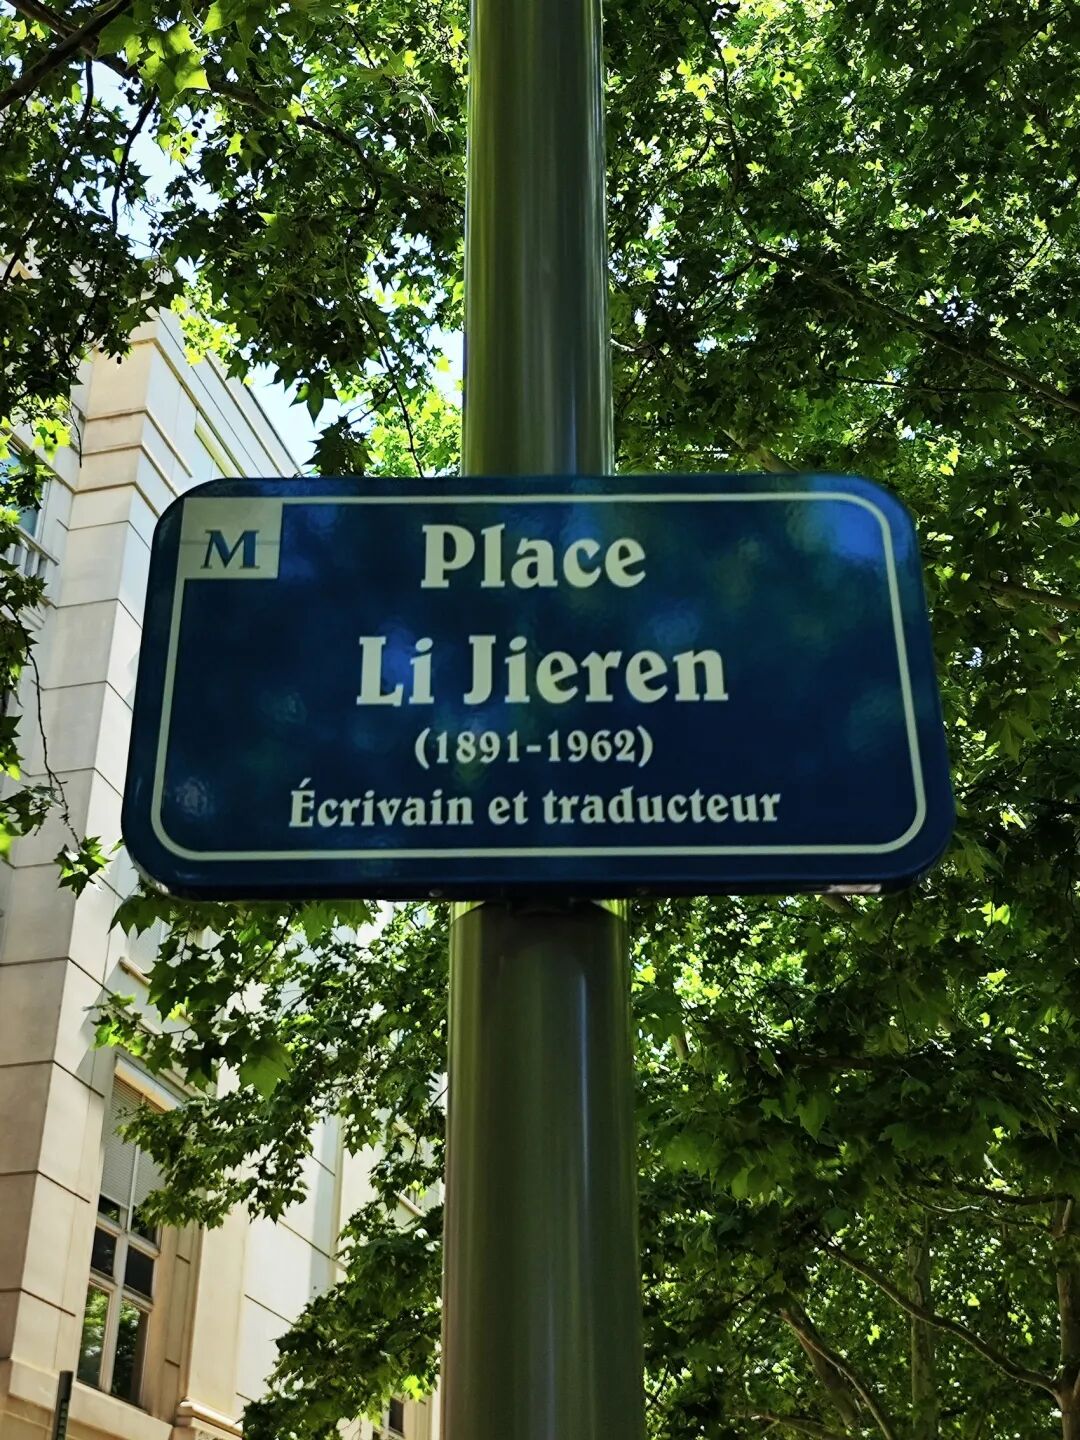 M
Place
Li Jieren
(1891-1962)
Écrivain et traducteur